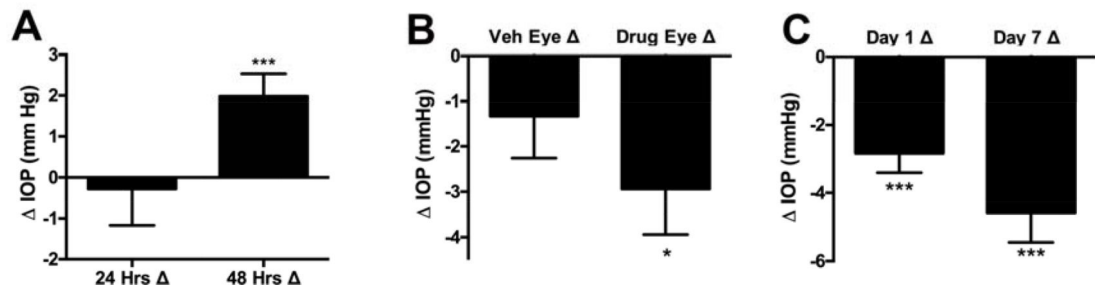 A
Δ IOP (mm Hg)
3
2
1
0
-1
-2
***
24 Hrs Δ
48 Hrs Δ
B
Veh Eye Δ
Drug Eye Δ
Δ IOP (mmHg)
-0
-1
-2
-3
-4
*
C
Day 1 Δ
Day 7 Δ
Δ IOP (mmHg)
-0
-2
-4
-6
***
***